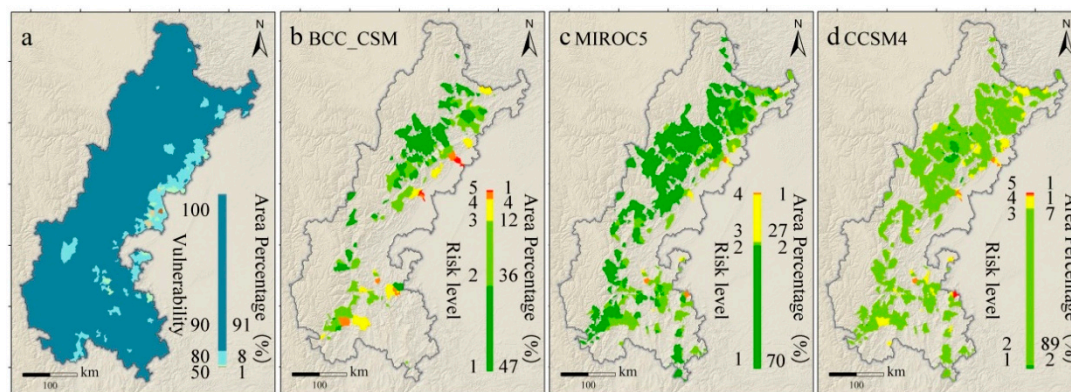 a
N
100
Vulnerability
90
80
50
Area Percentage (%)
91
8
1
100
km
b BCC_CSM
N
5
4
3
2
1
Risk level
Area Percentage (%)
1
4
12
36
47
100
km
c MIROC5
N
4
3
2
1
Risk level
Area Percentage (%)
1
27
2
70
100
km
d CCSM4
N
5
4
3
2
1
Risk level
Area Percentage (%)
1
1
7
89
2
100
km